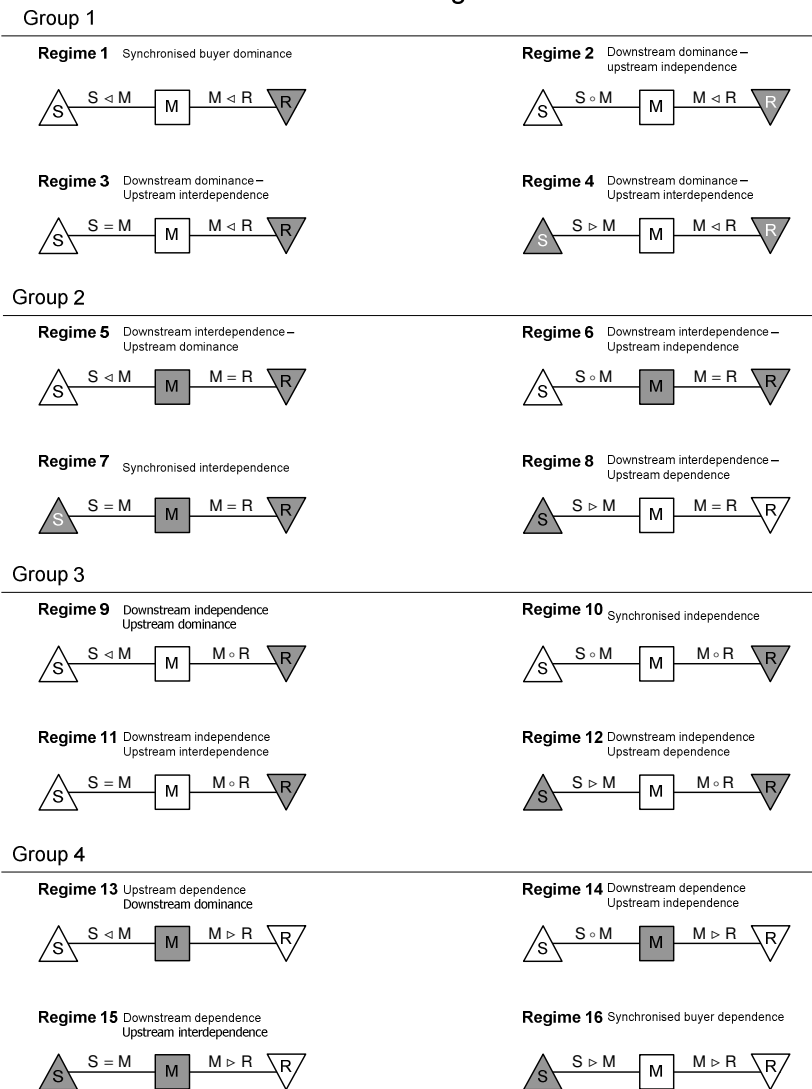 Group 1
Regime 1 Synchronised buyer dominance
S ◁ M M ◁ R
S M R
Regime 2 Downstream dominance –
upstream independence
S ∘ M M ◁ R
S M R
Regime 3 Downstream dominance –
Upstream interdependence
S = M M ◁ R
S M R
Regime 4 Downstream dominance –
Upstream interdependence
S ▷ M M ◁ R
S M R
Group 2
Regime 5 Downstream interdependence –
Upstream dominance
S ◁ M M = R
S M R
Regime 6 Downstream interdependence –
Upstream independence
S ∘ M M = R
S M R
Regime 7 Synchronised interdependence
S = M M = R
S M R
Regime 8 Downstream interdependence –
Upstream dependence
S ▷ M M = R
S M R
Group 3
Regime 9 Downstream independence
Upstream dominance
S ◁ M M ∘ R
S M R
Regime 10 Synchronised independence
S ∘ M M ∘ R
S M R
Regime 11 Downstream independence
Upstream interdependence
S = M M ∘ R
S M R
Regime 12 Downstream independence
Upstream dependence
S ▷ M M ∘ R
S M R
Group 4
Regime 13 Upstream dependence
Downstream dominance
S ◁ M M ▷ R
S M R
Regime 14 Downstream dependence
Upstream independence
S ∘ M M ▷ R
S M R
Regime 15 Downstream dependence
Upstream interdependence
S = M M ▷ R
S M R
Regime 16 Synchronised buyer dependence
S ▷ M M ▷ R
S M R